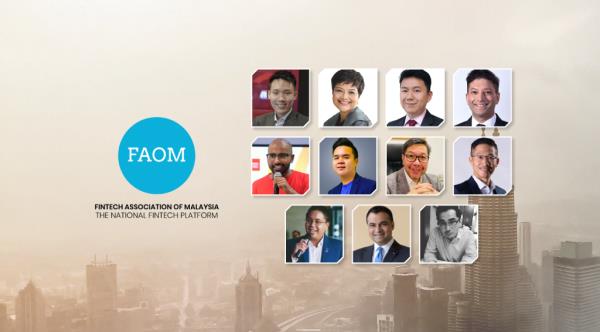 FAOM
FINTECH ASSOCIATION OF MALAYSIA
THE NATIONAL FINTECH PLATFORM